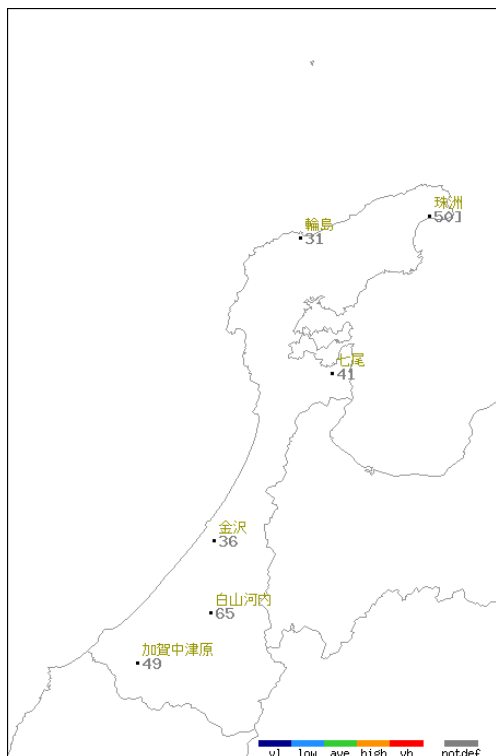 珠洲
50]
輪島
31
七尾
41
金沢
36
白山河内
65
加賀中津原
49
vl low ave high vh notdef